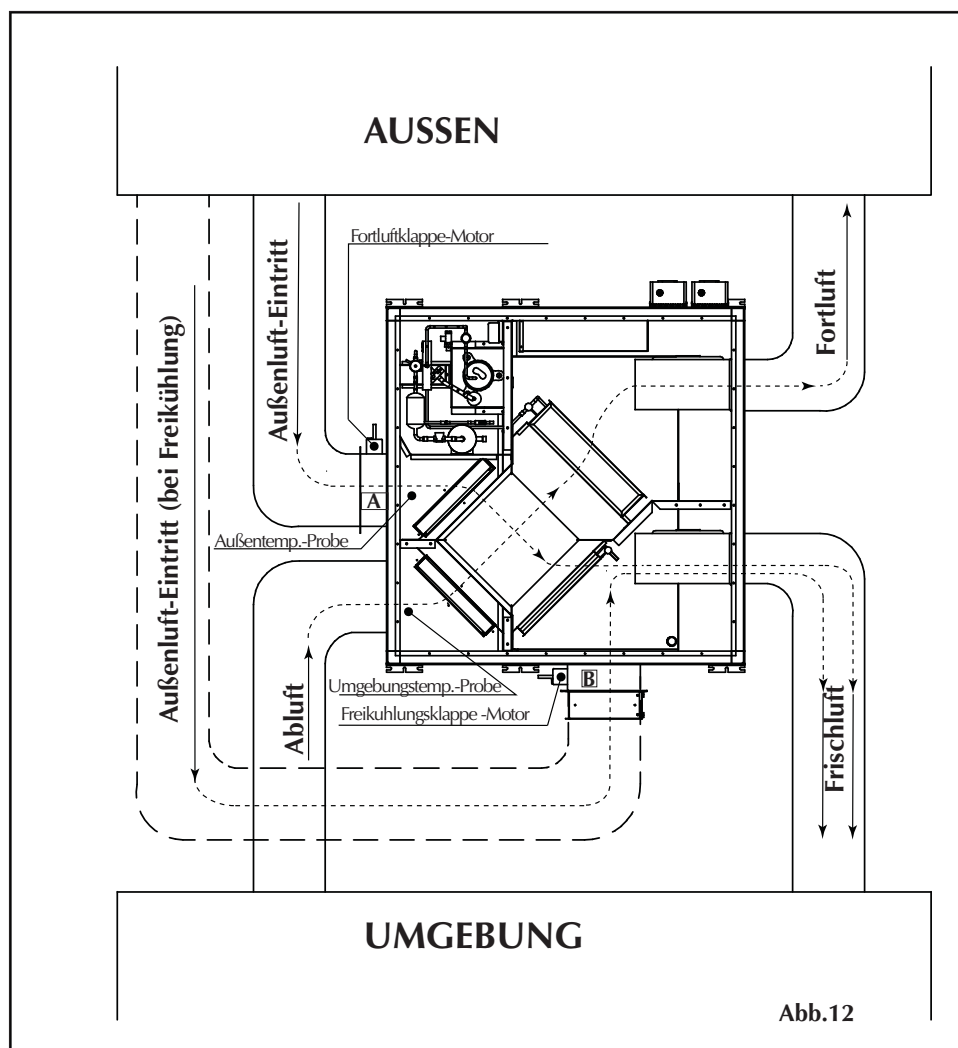 AUSSEN
Außenluft-Eintritt (bei Freikühlung)
Außenluft-Eintritt
Fortluftklappe-Motor
Fortluft
A
Außentemp.-Probe
Abluft
Umgebungstemp.-Probe
Freikuhlungsklappe -Motor
B
Frischluft
UMGEBUNG
Abb.12